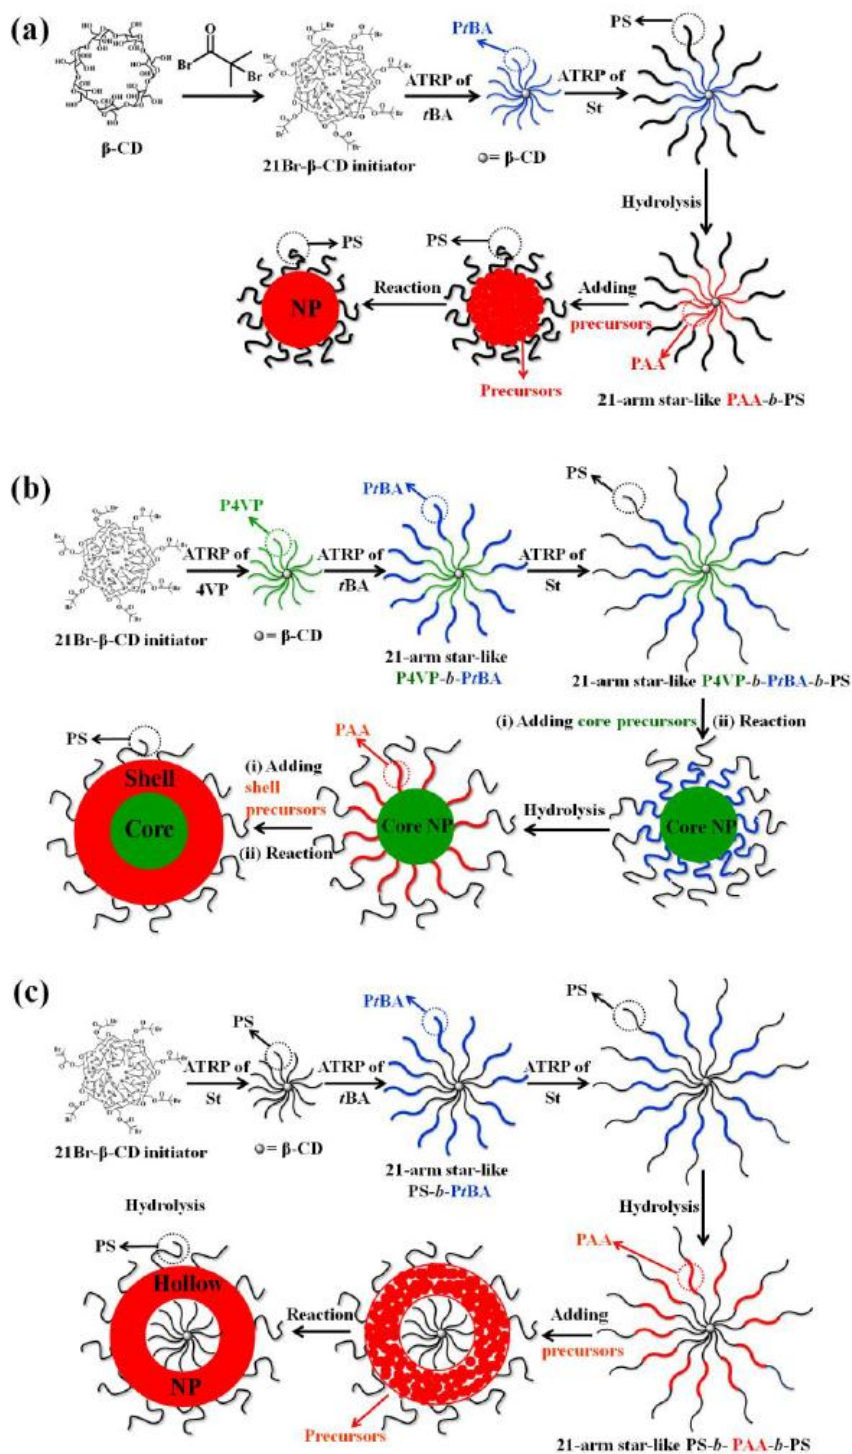 (a)
β-CD
21Br-β-CD initiator
ATRP of
tBA
PtBA
= β-CD
ATRP of
St
PS
Hydrolysis
PAA
21-arm star-like PAA-b-PS
Adding
precursors
PS
Precursors
Reaction
PS
NP
(b)
21Br-β-CD initiator
ATRP of
4VP
P4VP
= β-CD
ATRP of
tBA
PtBA
21-arm star-like
P4VP-b-PtBA
ATRP of
St
PS
21-arm star-like P4VP-b-PtBA-b-PS
(i) Adding core precursors (ii) Reaction
Core NP
Hydrolysis
PAA
Core NP
(i) Adding
shell
precursors
(ii) Reaction
PS
Shell
Core
(c)
21Br-β-CD initiator
ATRP of
St
PS
= β-CD
ATRP of
tBA
PtBA
21-arm star-like
PS-b-PtBA
ATRP of
St
PS
Hydrolysis
Hydrolysis
PAA
21-arm star-like PS-b- PAA-b-PS
Adding
precursors
Precursors
Reaction
PS
Hollow
NP